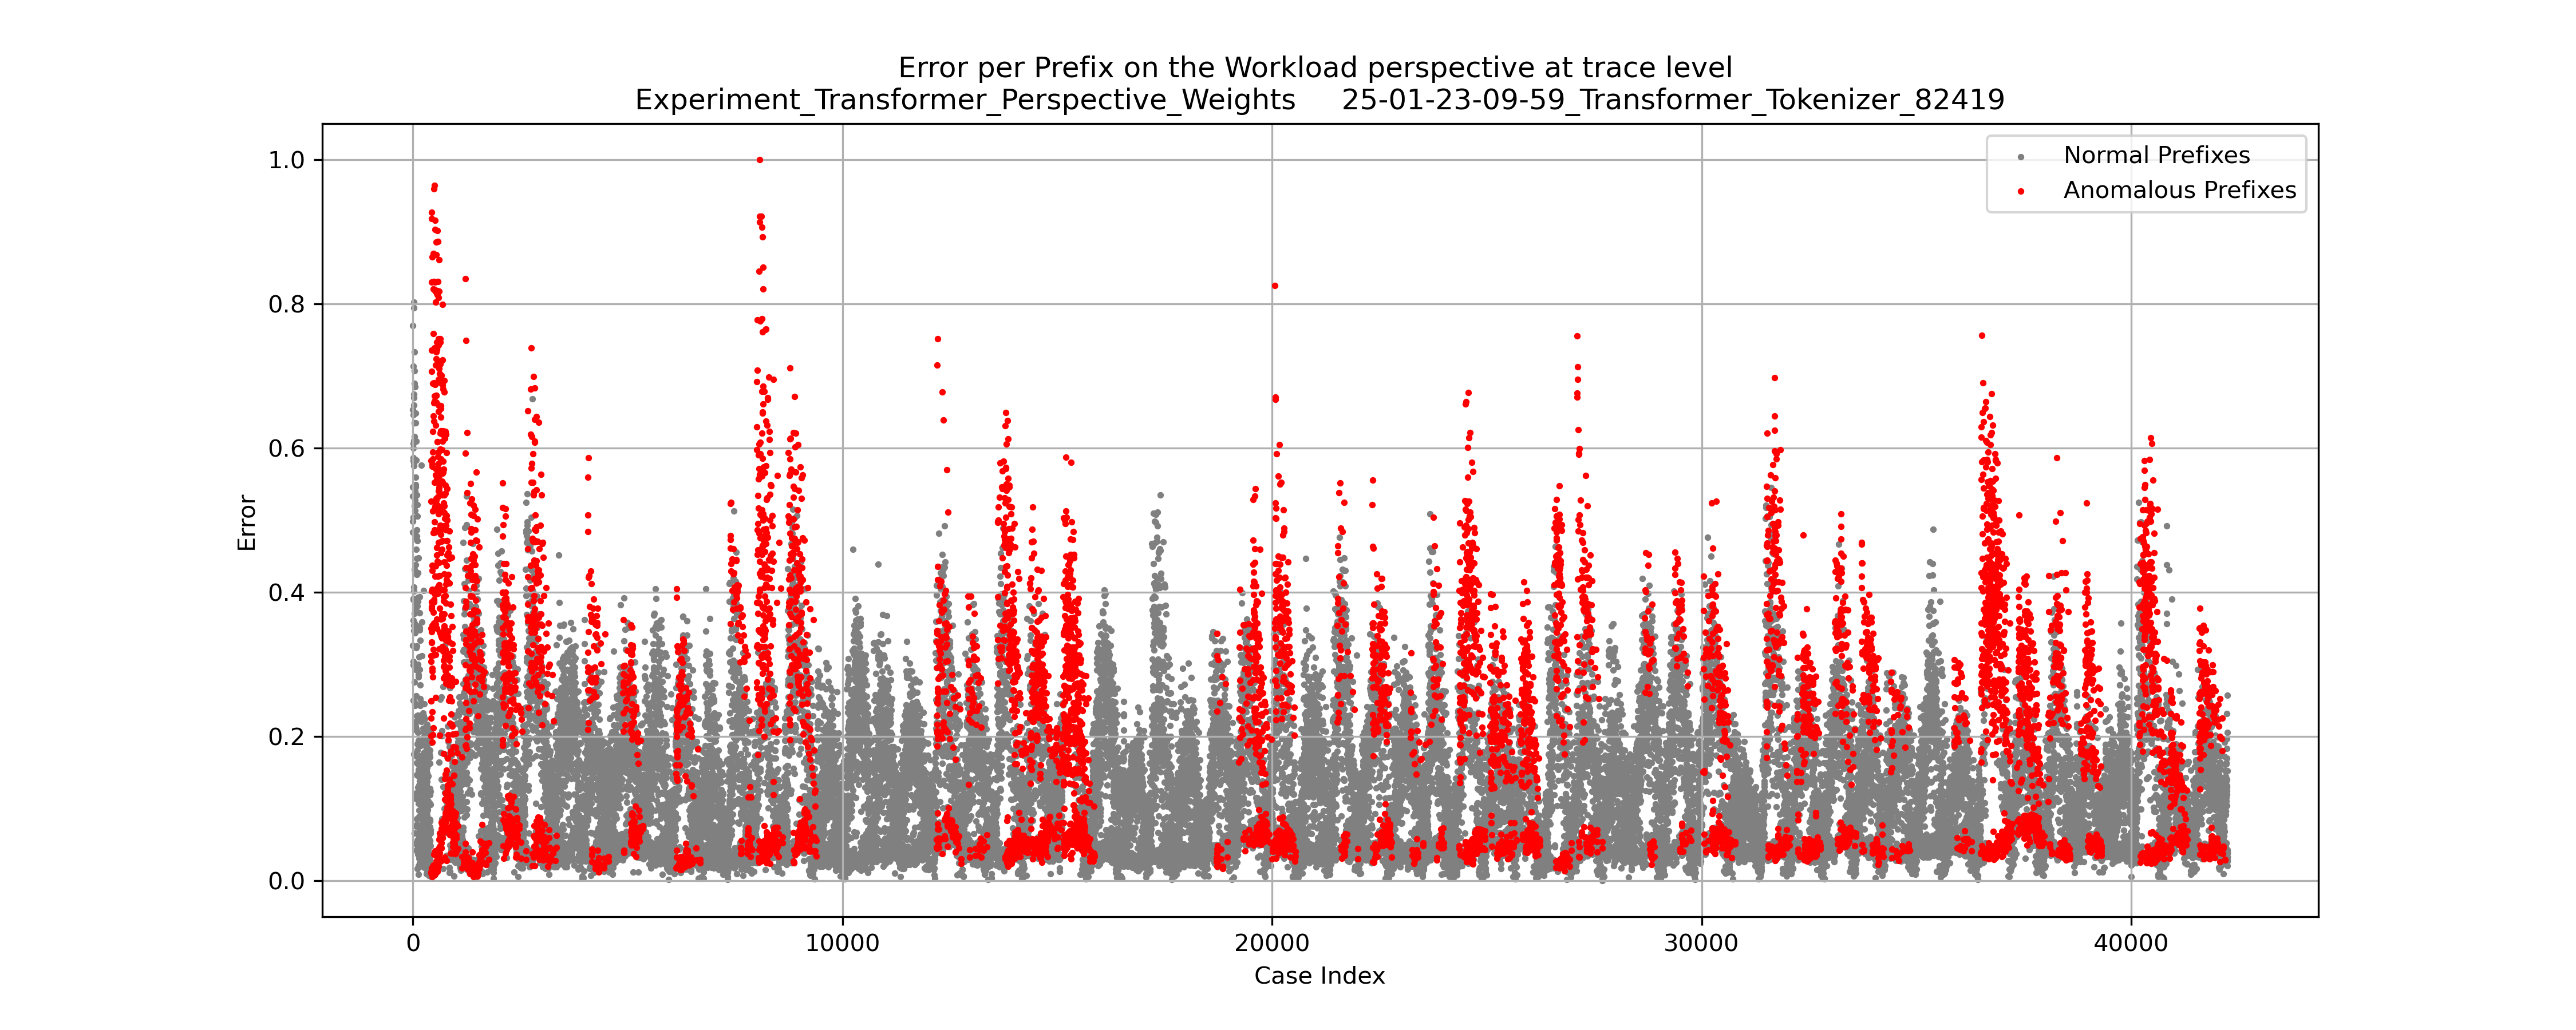 Error per Prefix on the Workload perspective at trace level
Experiment_Transformer_Perspective_Weights 25-01-23-09-59_Transformer_Tokenizer_82419
Normal Prefixes
Anomalous Prefixes
1.0
0.8
0.6
0.4
0.2
0.0
Error
0 10000 20000 30000 40000
Case Index